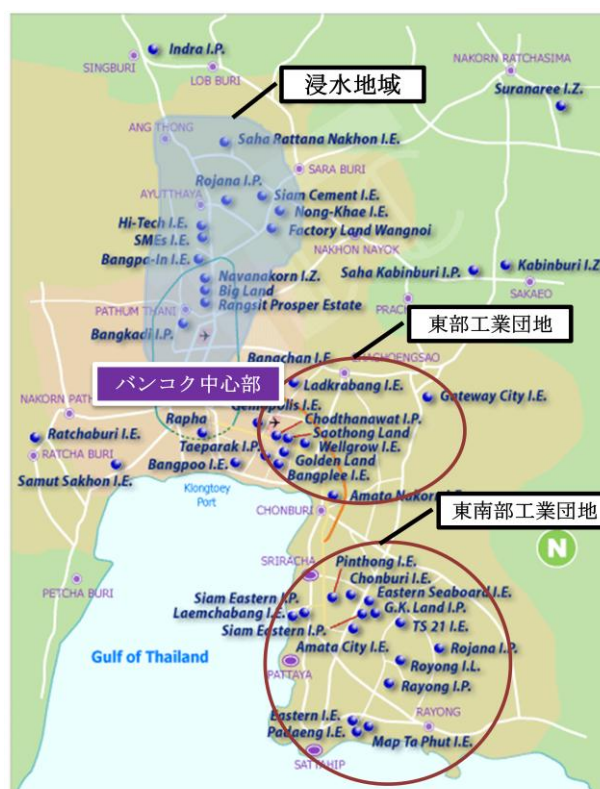 Indra I.P.
SINGBURI
LOB BURI
NAKORN RATCHASIMA
Suranaree I.Z.
浸水地域
ANG THONG
Saha Rattana Nakhon I.E.
SARA BURI
Rojana I.P.
Siam Cement I.E.
AYUTTHAYA
Nong-Khae I.E.
Hi-Tech I.E.
Factory Land Wangnoi
SMEs I.E.
NAKHON NAYOK
Bangpa-In I.E.
Saha Kabinburi I.P.
Kabinburi I.Z
Navanakorn I.Z.
Big Land
SAKAEO
Rangsit Prosper Estate
PATHUM THANI
PRACH
Bangkadi I.P.
東部工業団地
Bangchan I.E.
CHACHOENGSAO
バンコク中心部
Ladkrabang I.E.
Gateway City I.E.
NAKORN PATH
Gemopolis I.E.
Chodthanawat I.P.
Rapha
Saothong Land
Ratchaburi I.E.
Taeparak I.P.
Wellgrow I.E.
RATCHA BURI
Golden Land
Bangpoo I.E.
Bangplee I.E.
Samut Sakhon I.E.
Klongtoey
Port
Amata Nakorn I.E.
CHONBURI
東南部工業団地
N
Pinthong I.E.
SRIRACHA
Chonburi I.E.
PETCHA BURI
Siam Eastern I.P.
Eastern Seaboard I.E.
Laemchabang I.E.
G.K. Land I.P.
Siam Eastern I.P.
TS 21 I.E.
Amata City I.E.
Rojana I.P.
Gulf of Thailand
Royong I.L.
PATTAYA
Rayong I.P.
Eastern I.E.
RAYONG
Padaeng I.E.
Map Ta Phut I.E.
SATTAHIP